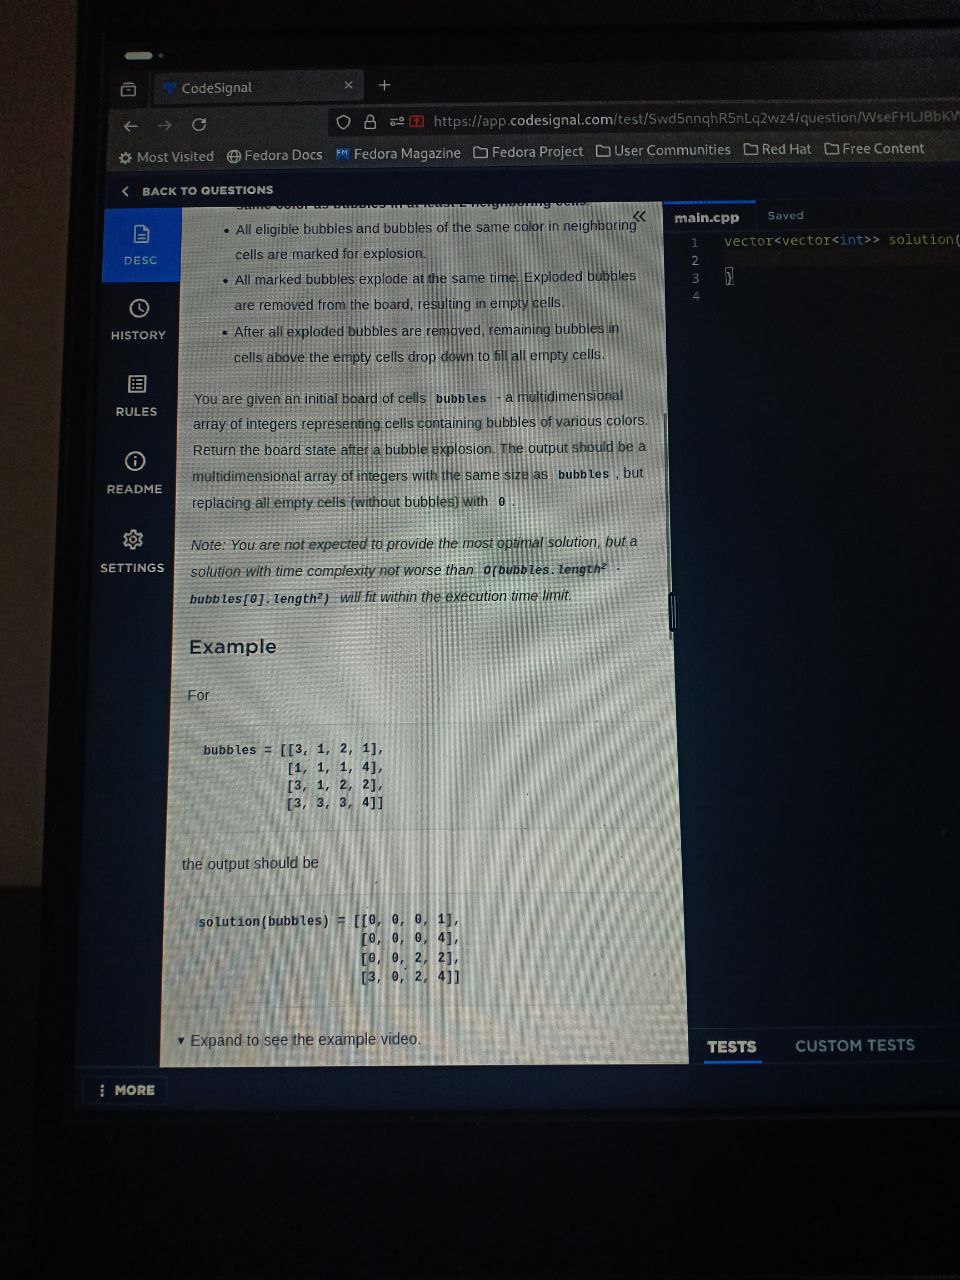 CodeSignal
https://app.codesignal.com/test/Swd5nnqhR5nLq2wz4/question/WseFHLJBbKV
Most Visited Fedora Docs Fedora Magazine Fedora Project User Communities Red Hat Free Content
BACK TO QUESTIONS
same color as bubbles in at least 2 neighboring cells.
DESC
HISTORY
RULES
README
SETTINGS
• All eligible bubbles and bubbles of the same color in neighboring
cells are marked for explosion.
• All marked bubbles explode at the same time. Exploded bubbles
are removed from the board, resulting in empty cells.
• After all exploded bubbles are removed, remaining bubbles in
cells above the empty cells drop down to fill all empty cells.
You are given an initial board of cells bubbles - a multidimensional
array of integers representing cells containing bubbles of various colors.
Return the board state after a bubble explosion. The output should be a
multidimensional array of integers with the same size as bubbles , but
replacing all empty cells (without bubbles) with 0 .
Note: You are not expected to provide the most optimal solution, but a
solution with time complexity not worse than O(bubbles.length² ·
bubbles[0].length²) will fit within the execution time limit.
Example
For
bubbles = [[3, 1, 2, 1],
[1, 1, 1, 4],
[3, 1, 2, 2],
[3, 3, 3, 4]]
the output should be
solution(bubbles) = [[0, 0, 0, 1],
[0, 0, 0, 4],
[0, 0, 2, 2],
[3, 0, 2, 4]]
Expand to see the example video.
main.cpp Saved
1 vector<vector<int>> solution(
2
3 }
4
TESTS CUSTOM TESTS
MORE